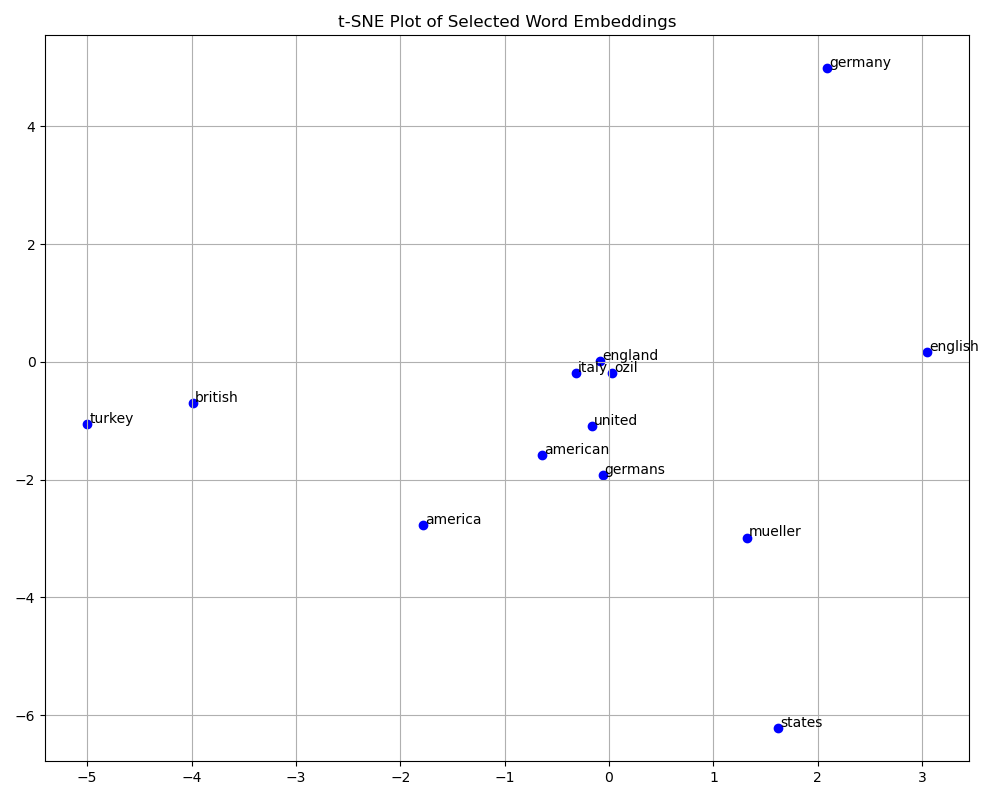 t-SNE Plot of Selected Word Embeddings
germany
4
2
english
england
0
italy
ozil
british
turkey
united
american
germans
−2
america
mueller
−4
states
−6
−5
−4
−3
−2
−1
0
1
2
3